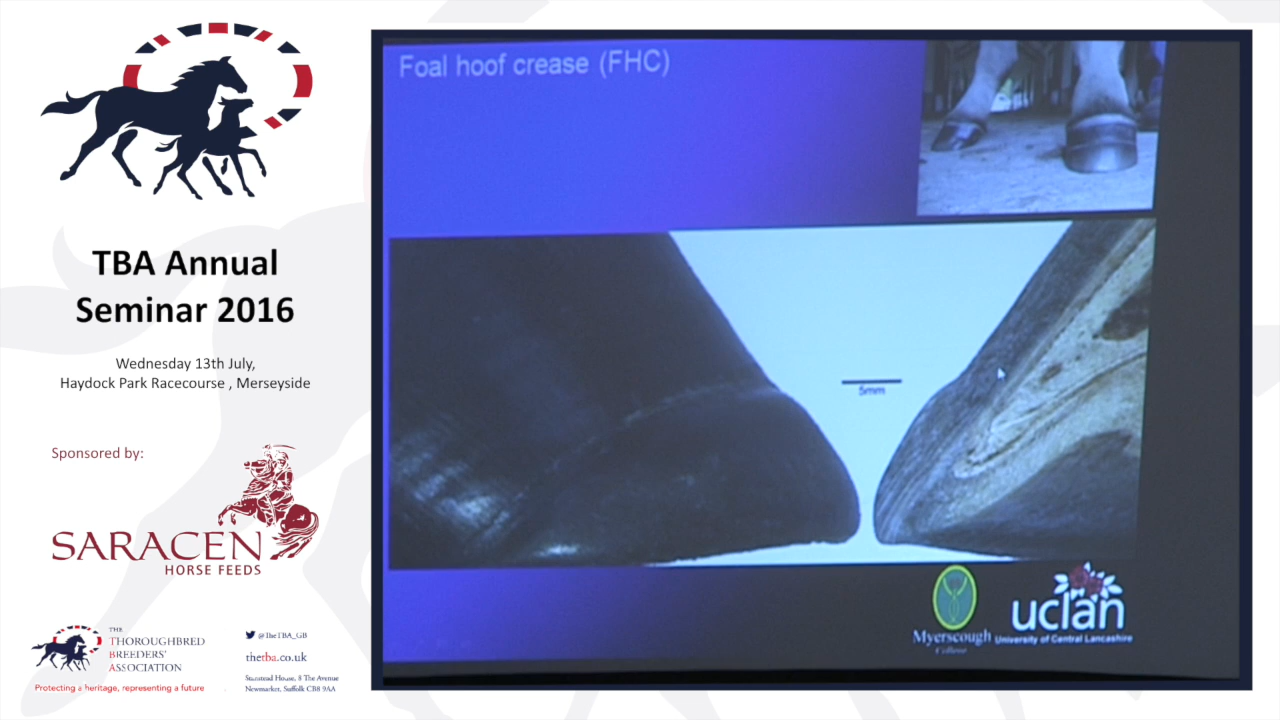 TBA Annual
Seminar 2016
Wednesday 13th July,
Haydock Park Racecourse , Merseyside
Sponsored by:
SARACEN
HORSE FEEDS
THE
THOROUGHBRED
BREEDERS'
ASSOCIATION
Protecting a heritage, representing a future
@TheTBA_GB
thetba.co.uk
Stanstead House, 8 The Avenue
Newmarket, Suffolk CB8 9AA
Foal hoof crease (FHC)
5mm
Myerscough
College
uclan
University of Central Lancashire